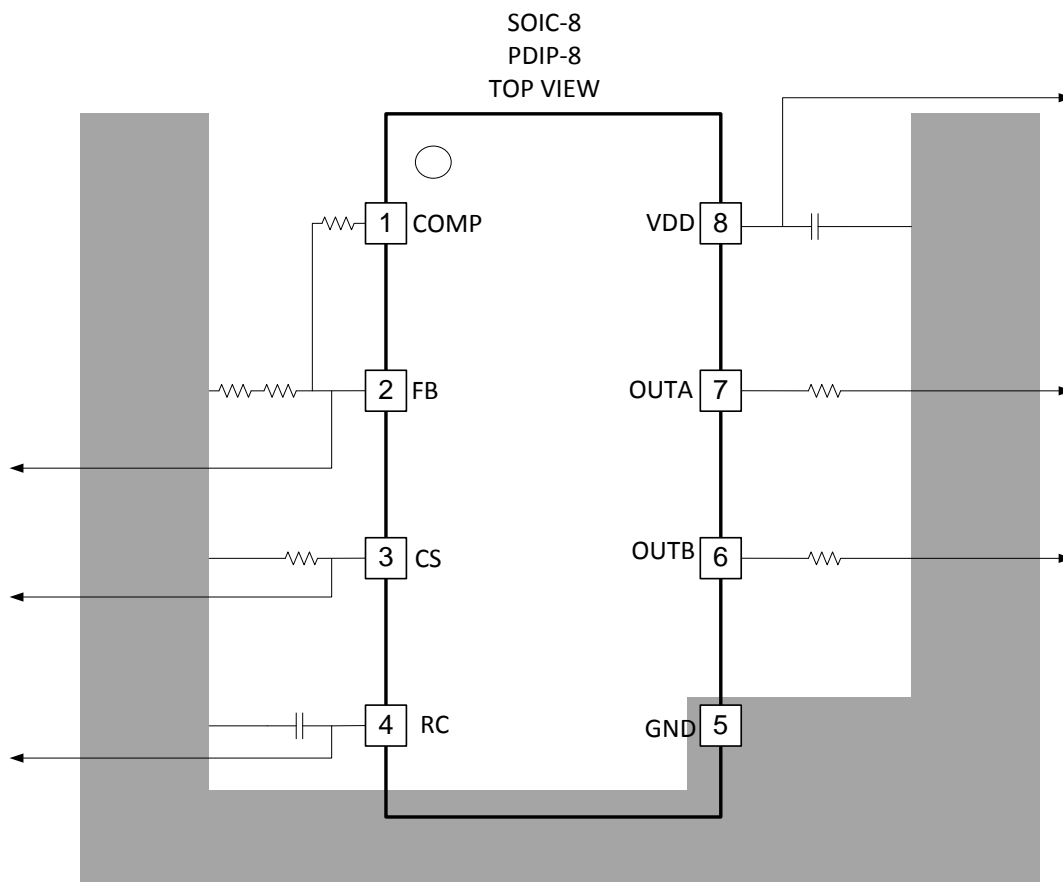 SOIC-8
PDIP-8
TOP VIEW
1 COMP
VDD 8
2 FB
OUTA 7
3 CS
OUTB 6
4 RC
GND 5